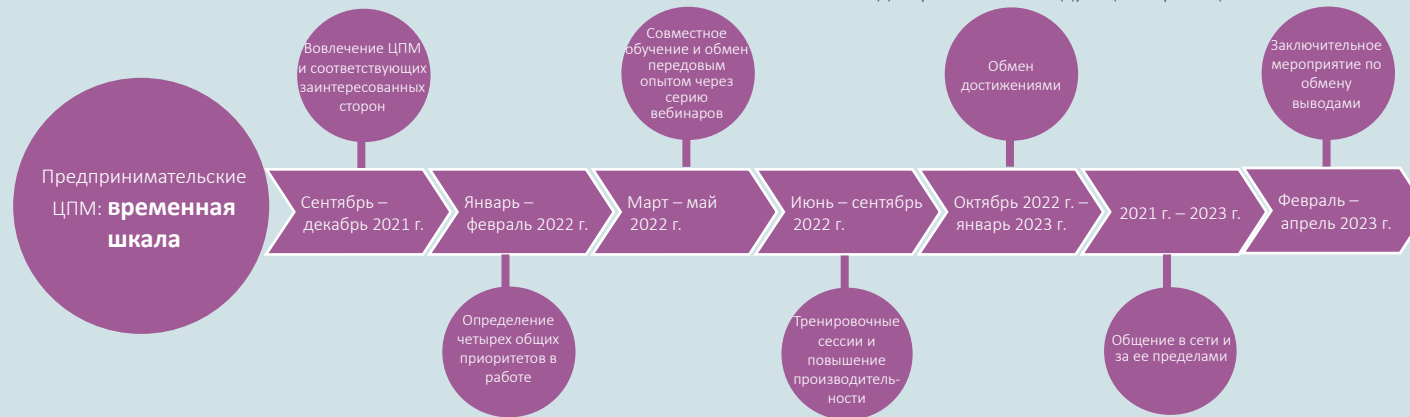 Предпринимательские
ЦПМ: временная
шкала
Вовлечение ЦПМ
и соответствующих
заинтересованных
сторон
Сентябрь –
декабрь 2021 г.
Январь –
февраль 2022 г.
Определение
четырех общих
приоритетов в
работе
Совместное
обучение и обмен
передовым
опытом через
серию
вебинаров
Март – май
2022 г.
Июнь – сентябрь
2022 г.
Тренировочные
сессии и
повышение
производитель-
ности
Обмен
достижениями
Октябрь 2022 г. –
январь 2023 г.
2021 г. – 2023 г.
Общение в сети и
за ее пределами
Заключительное
мероприятие по
обмену
выводами
Февраль –
апрель 2023 г.